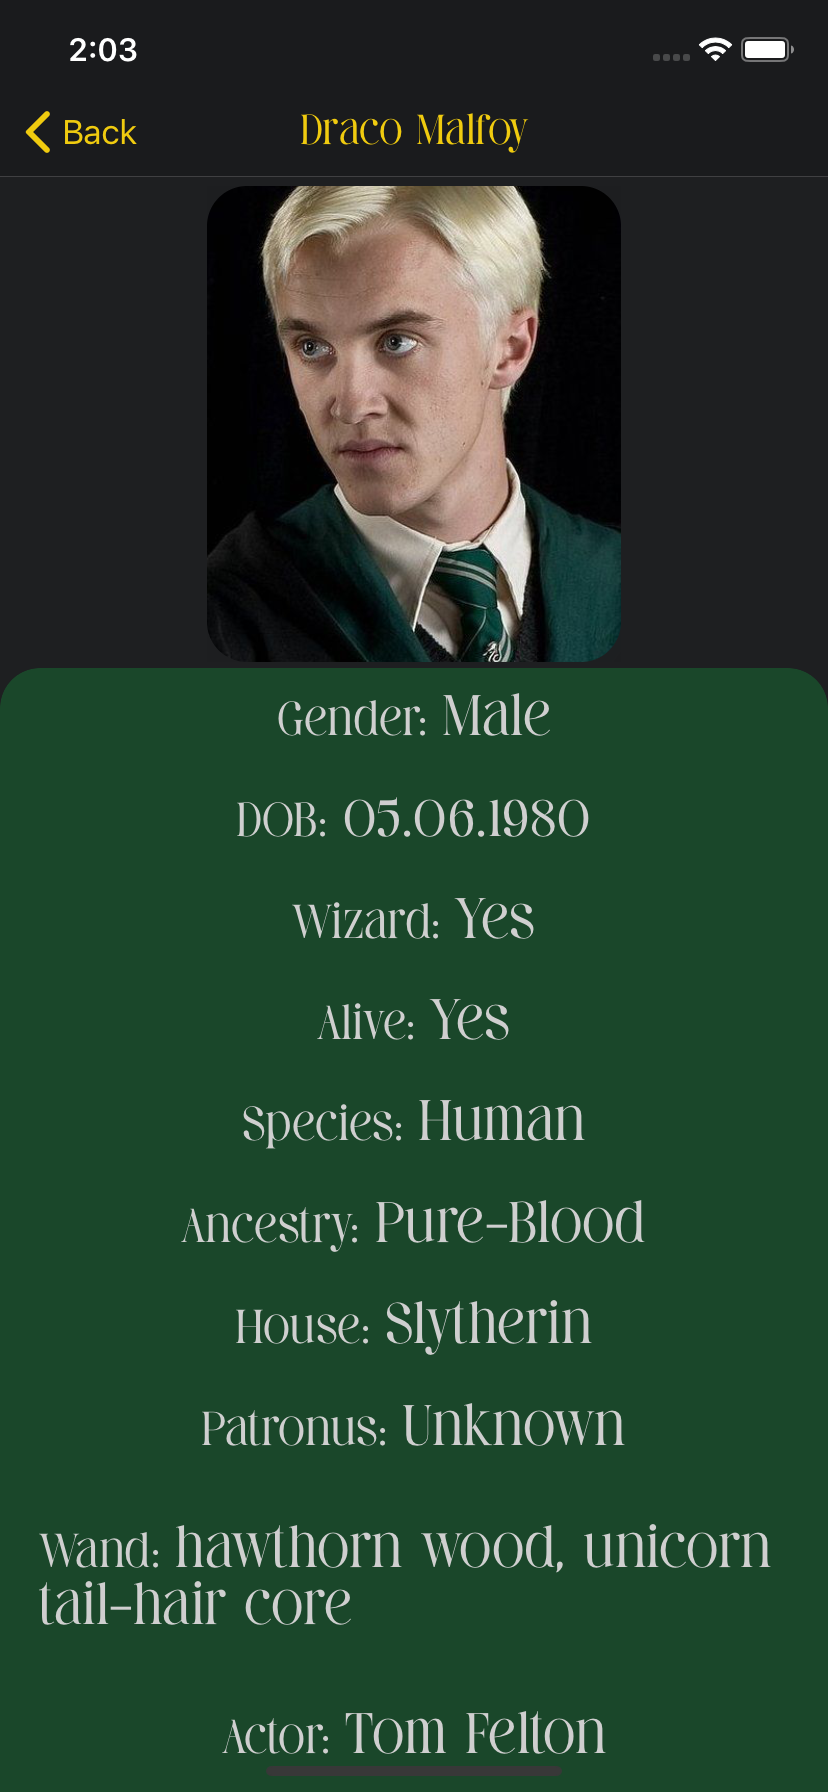 2:03
Back
Draco Malfoy
Gender: Male
DOB: 05.06.1980
Wizard: Yes
Alive: Yes
Species: Human
Ancestry: Pure-Blood
House: Slytherin
Patronus: Unknown
Wand: hawthorn wood, unicorn
tail-hair core
Actor: Tom Felton